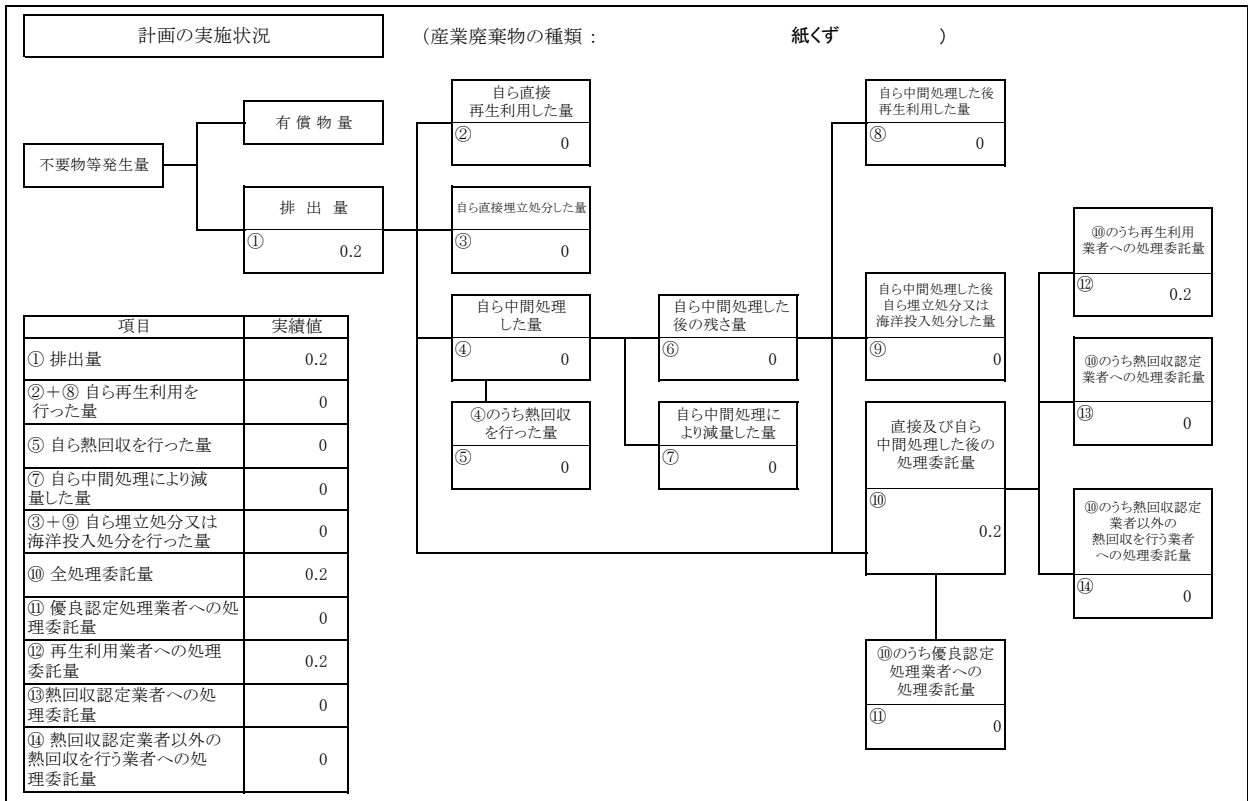 計画の実施状況
（産業廃棄物の種類： 紙くず ）
不要物等発生量
有 償 物 量
排 出 量
① 0.2
自ら直接
再生利用した量
② 0
自ら直接埋立処分した量
③ 0
自ら中間処理
した量
④ 0
④のうち熱回収
を行った量
⑤ 0
自ら中間処理した
後の残さ量
⑥ 0
自ら中間処理に
より減量した量
⑦ 0
自ら中間処理した後
再生利用した量
⑧ 0
自ら中間処理した後
自ら埋立処分又は
海洋投入処分した量
⑨ 0
直接及び自ら
中間処理した後の
処理委託量
⑩
0.2
⑩のうち優良認定
処理業者への
処理委託量
⑪ 0
⑩のうち再生利用
業者への処理委託量
⑫ 0.2
⑩のうち熱回収認定
業者への処理委託量
⑬ 0
⑩のうち熱回収認定
業者以外の
熱回収を行う業者
への処理委託量
⑭ 0
項目 実績値
① 排出量 0.2
②＋⑧ 自ら再生利用を
行った量 0
⑤ 自ら熱回収を行った量 0
⑦ 自ら中間処理により減
量した量 0
③＋⑨ 自ら埋立処分又は
海洋投入処分を行った量 0
⑩ 全処理委託量 0.2
⑪ 優良認定処理業者への処
理委託量 0
⑫ 再生利用業者への処理
委託量 0.2
⑬熱回収認定業者への処
理委託量 0
⑭ 熱回収認定業者以外の
熱回収を行う業者への処
理委託量 0